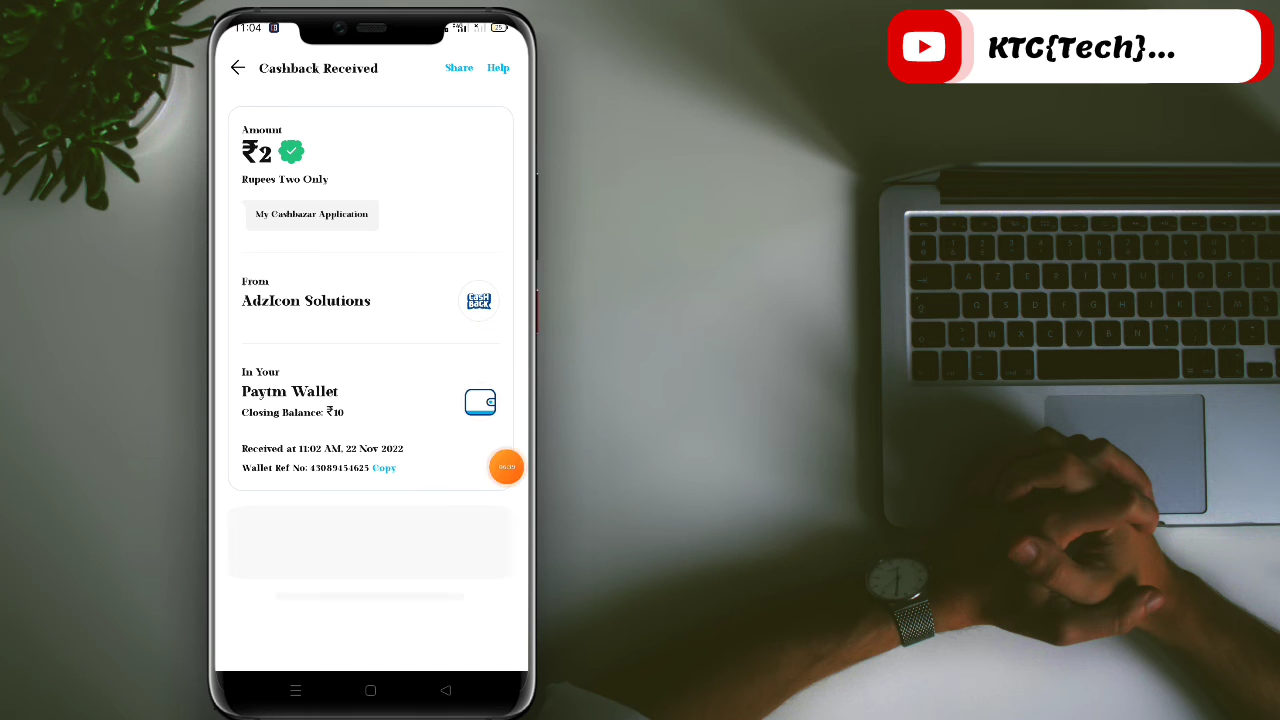 11:04
25
Cashback Received
Share
Help
Amount
₹2
Rupees Two Only
My Cashbazar Application
From
AdzIcon Solutions
CasH BacK
In Your
Paytm Wallet
Closing Balance: ₹10
Received at 11:02 AM, 22 Nov 2022
Wallet Ref No: 43089154625 Copy
KTC{Tech}...